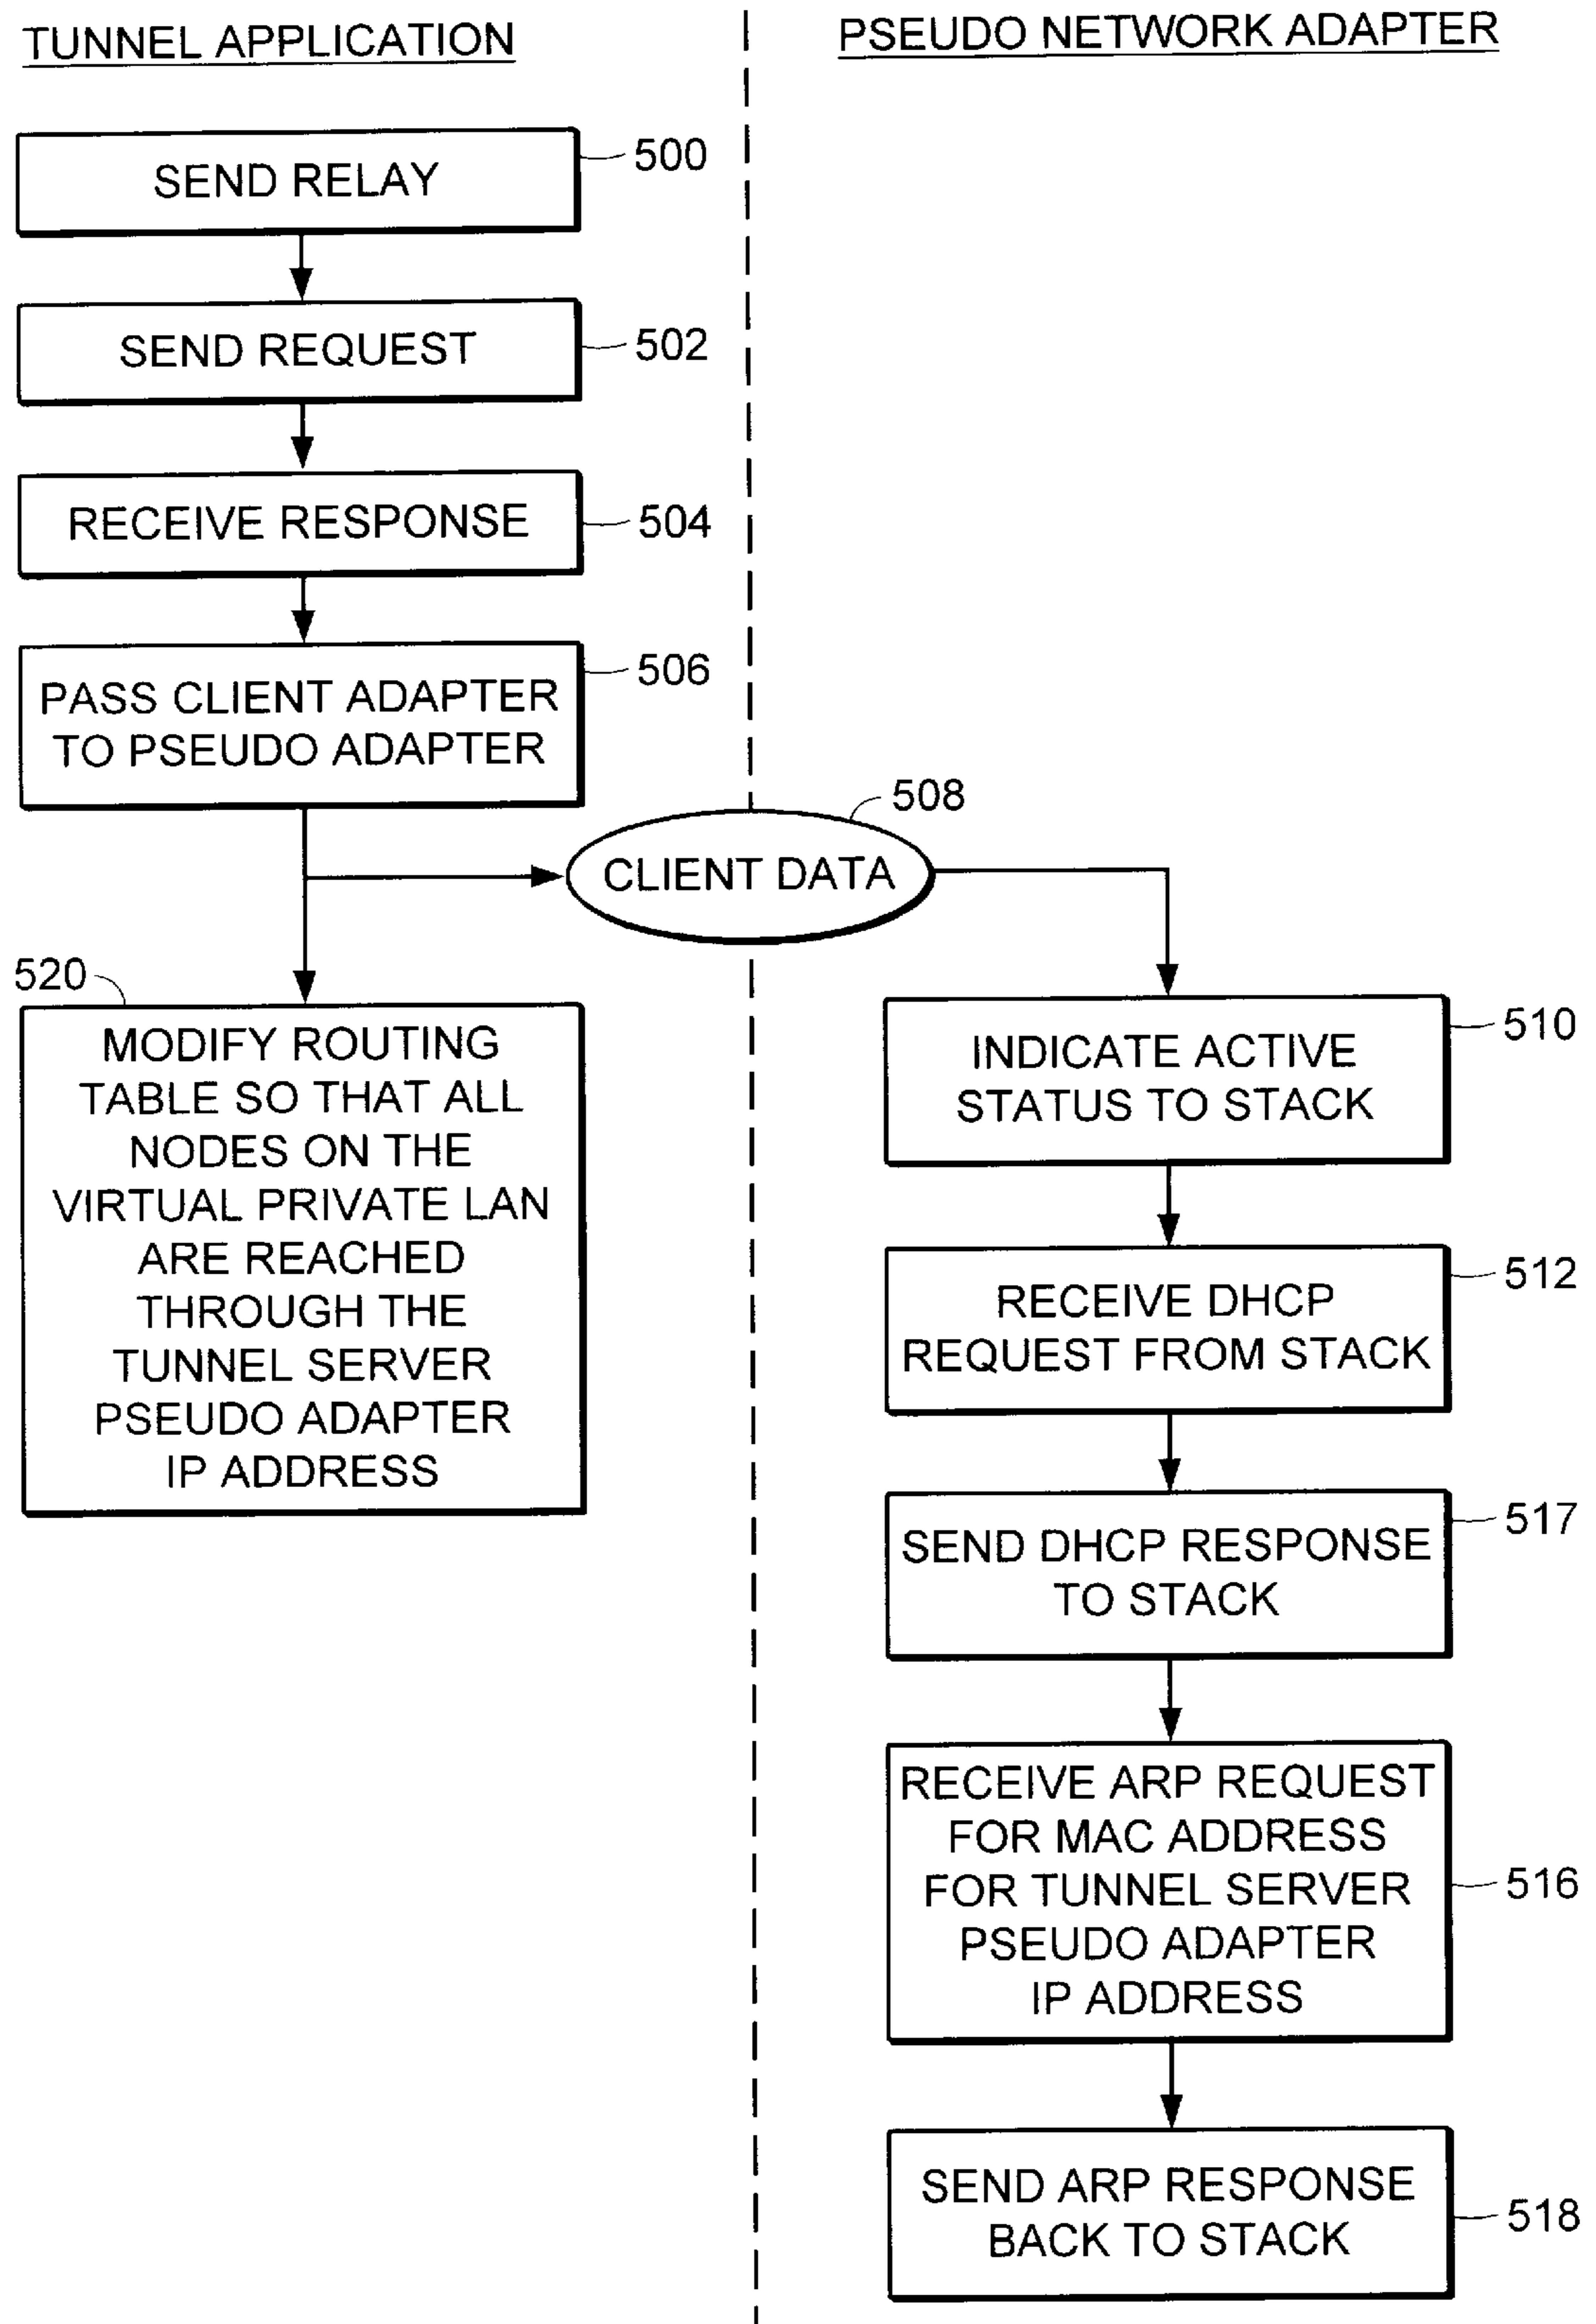 TUNNEL APPLICATION
PSEUDO NETWORK ADAPTER
SEND RELAY
500
SEND REQUEST
502
RECEIVE RESPONSE
504
PASS CLIENT ADAPTER
TO PSEUDO ADAPTER
506
508
CLIENT DATA
520
MODIFY ROUTING
TABLE SO THAT ALL
NODES ON THE
VIRTUAL PRIVATE LAN
ARE REACHED
THROUGH THE
TUNNEL SERVER
PSEUDO ADAPTER
IP ADDRESS
INDICATE ACTIVE
STATUS TO STACK
510
RECEIVE DHCP
REQUEST FROM STACK
512
SEND DHCP RESPONSE
TO STACK
517
RECEIVE ARP REQUEST
FOR MAC ADDRESS
FOR TUNNEL SERVER
PSEUDO ADAPTER
IP ADDRESS
516
SEND ARP RESPONSE
BACK TO STACK
518